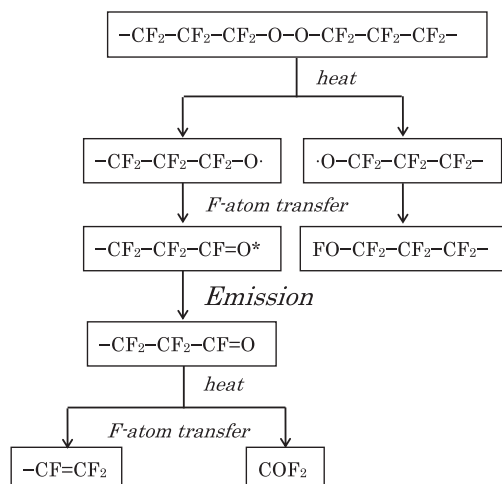 –CF₂–CF₂–CF₂–O–O–CF₂–CF₂–CF₂–
heat
–CF₂–CF₂–CF₂–O·
·O–CF₂–CF₂–CF₂–
F-atom transfer
–CF₂–CF₂–CF=O*
FO–CF₂–CF₂–CF₂–
Emission
–CF₂–CF₂–CF=O
heat
F-atom transfer
–CF=CF₂
COF₂